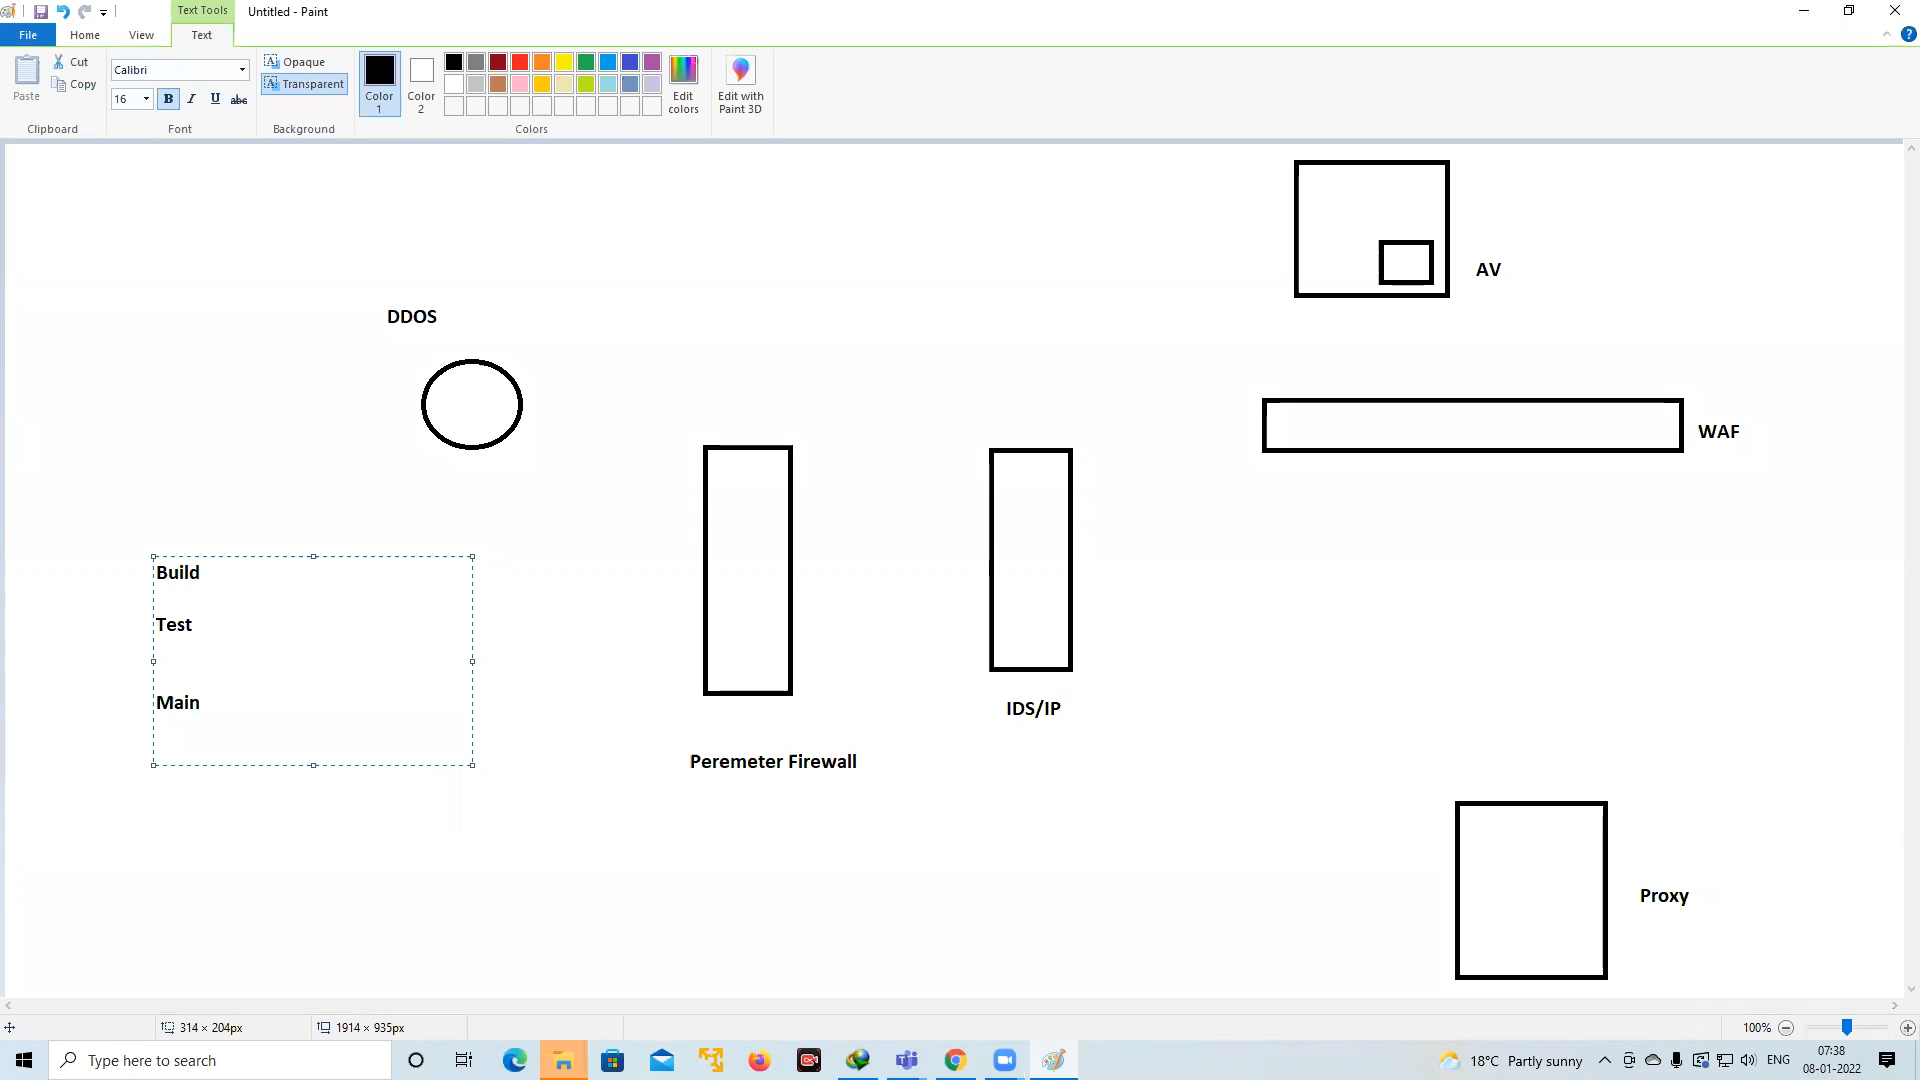 Text Tools
Untitled - Paint
File
Home
View
Text
Paste
Cut
Copy
Clipboard
Calibri
16
B
I
U
abc
Font
Opaque
Transparent
Background
Color
1
Color
2
Edit
colors
Colors
Edit with
Paint 3D
AV
DDOS
WAF
Build
Test
Main
IDS/IP
Peremeter Firewall
Proxy
314 × 204px
1914 × 935px
100%
Type here to search
18°C Partly sunny
ENG
07:38
08-01-2022